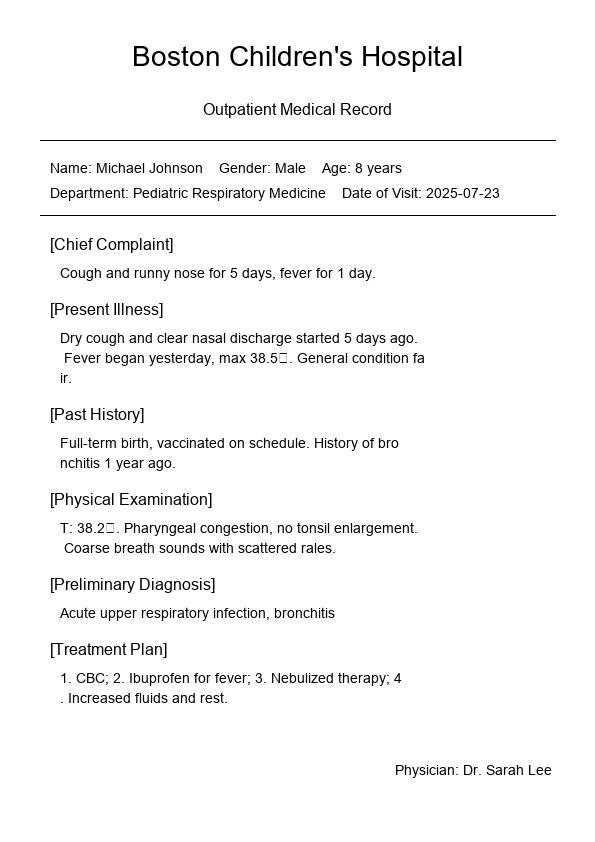 Boston Children's Hospital
Outpatient Medical Record
Name: Michael Johnson Gender: Male Age: 8 years
Department: Pediatric Respiratory Medicine Date of Visit: 2025-07-23
[Chief Complaint]
Cough and runny nose for 5 days, fever for 1 day.
[Present Illness]
Dry cough and clear nasal discharge started 5 days ago.
Fever began yesterday, max 38.5□. General condition fa
ir.
[Past History]
Full-term birth, vaccinated on schedule. History of bro
nchitis 1 year ago.
[Physical Examination]
T: 38.2□. Pharyngeal congestion, no tonsil enlargement.
Coarse breath sounds with scattered rales.
[Preliminary Diagnosis]
Acute upper respiratory infection, bronchitis
[Treatment Plan]
1. CBC; 2. Ibuprofen for fever; 3. Nebulized therapy; 4
. Increased fluids and rest.
Physician: Dr. Sarah Lee